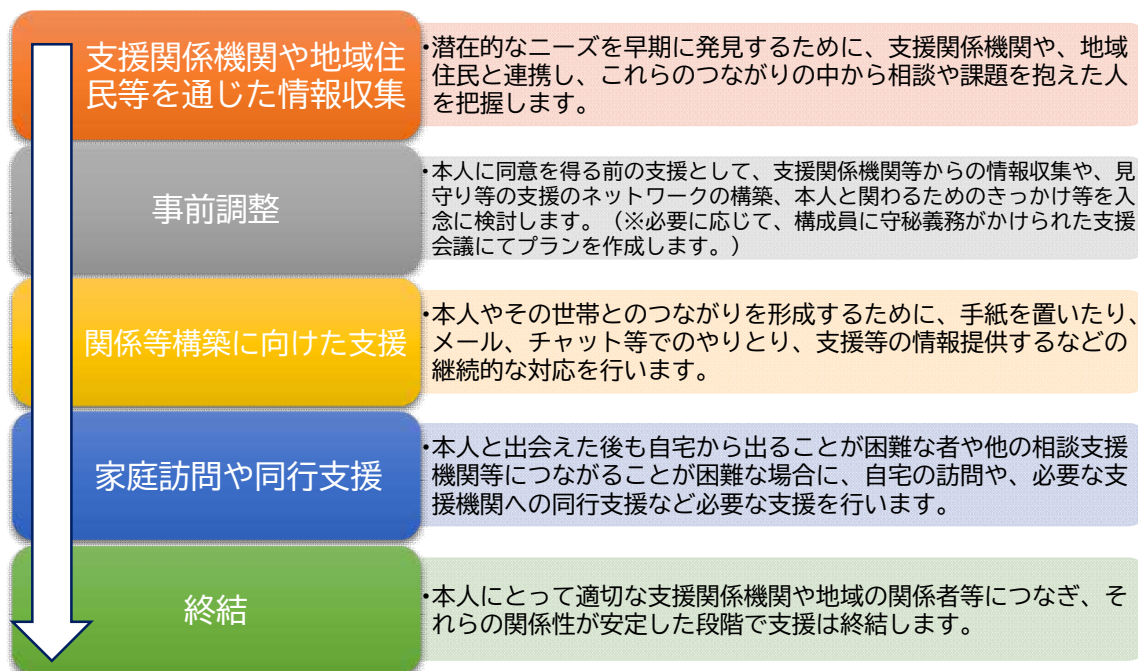 支援関係機関や地域住
民等を通じた情報収集
•潜在的なニーズを早期に発見するために、支援関係機関や、地域
住民と連携し、これらのつながりの中から相談や課題を抱えた人
を把握します。
事前調整
•本人に同意を得る前の支援として、支援関係機関等からの情報収集や、見
守り等の支援のネットワークの構築、本人と関わるためのきっかけ等を入
念に検討します。（※必要に応じて、構成員に守秘義務がかけられた支援
会議にてプランを作成します。）
関係等構築に向けた支援
•本人やその世帯とのつながりを形成するために、手紙を置いたり、
メール、チャット等でのやりとり、支援等の情報提供するなどの
継続的な対応を行います。
家庭訪問や同行支援
•本人と出会えた後も自宅から出ることが困難な者や他の相談支援
機関等につながることが困難な場合に、自宅の訪問や、必要な支
援機関への同行支援など必要な支援を行います。
終結
•本人にとって適切な支援関係機関や地域の関係者等につなぎ、そ
れらの関係性が安定した段階で支援は終結します。